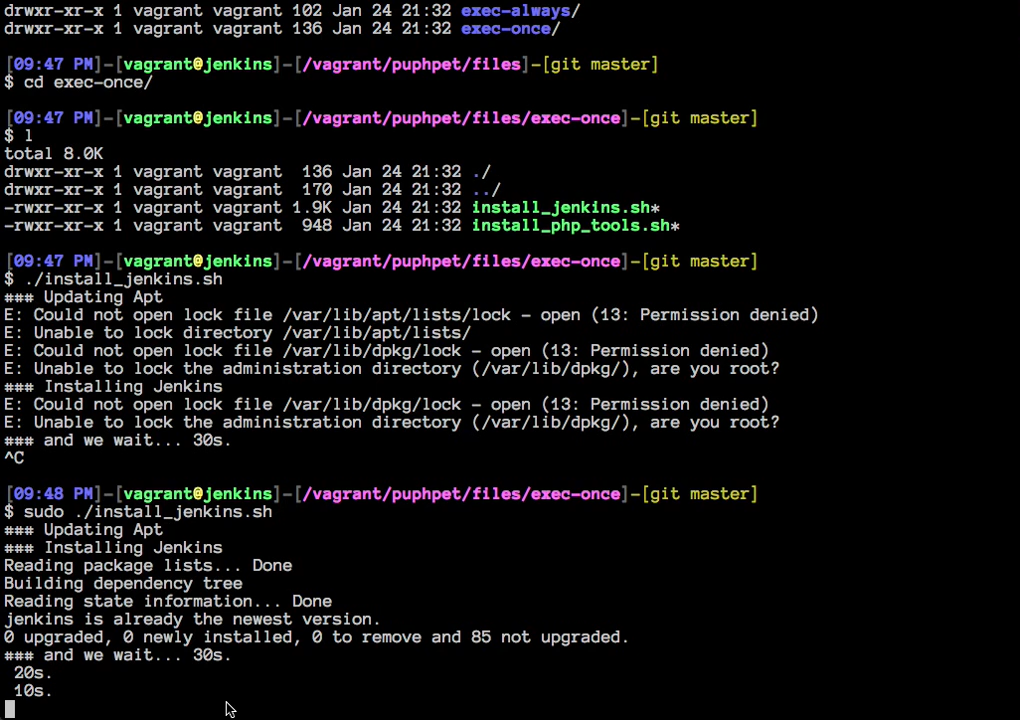 drwxr-xr-x 1 vagrant vagrant 102 Jan 24 21:32 exec-always/
drwxr-xr-x 1 vagrant vagrant 136 Jan 24 21:32 exec-once/
[09:47 PM]-[vagrant@jenkins]-[/vagrant/puphpet/files]-[git master]
$ cd exec-once/
[09:47 PM]-[vagrant@jenkins]-[/vagrant/puphpet/files/exec-once]-[git master]
$ l
total 8.0K
drwxr-xr-x 1 vagrant vagrant  136 Jan 24 21:32 ./
drwxr-xr-x 1 vagrant vagrant  170 Jan 24 21:32 ../
-rwxr-xr-x 1 vagrant vagrant 1.9K Jan 24 21:32 install_jenkins.sh*
-rwxr-xr-x 1 vagrant vagrant  948 Jan 24 21:32 install_php_tools.sh*
[09:47 PM]-[vagrant@jenkins]-[/vagrant/puphpet/files/exec-once]-[git master]
$ ./install_jenkins.sh
### Updating Apt
E: Could not open lock file /var/lib/apt/lists/lock - open (13: Permission denied)
E: Unable to lock directory /var/lib/apt/lists/
E: Could not open lock file /var/lib/dpkg/lock - open (13: Permission denied)
E: Unable to lock the administration directory (/var/lib/dpkg/), are you root?
### Installing Jenkins
E: Could not open lock file /var/lib/dpkg/lock - open (13: Permission denied)
E: Unable to lock the administration directory (/var/lib/dpkg/), are you root?
### and we wait... 30s.
^C
[09:48 PM]-[vagrant@jenkins]-[/vagrant/puphpet/files/exec-once]-[git master]
$ sudo ./install_jenkins.sh
### Updating Apt
### Installing Jenkins
Reading package lists... Done
Building dependency tree
Reading state information... Done
jenkins is already the newest version.
0 upgraded, 0 newly installed, 0 to remove and 85 not upgraded.
### and we wait... 30s.
20s.
10s.